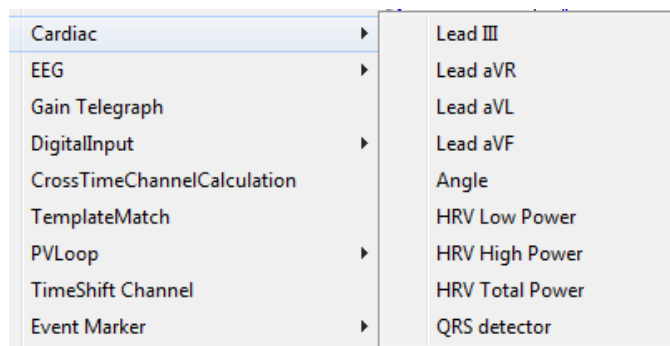 Cardiac
EEG
Gain Telegraph
DigitalInput
CrossTimeChannelCalculation
TemplateMatch
PVLoop
TimeShift Channel
Event Marker
Lead III
Lead aVR
Lead aVL
Lead aVF
Angle
HRV Low Power
HRV High Power
HRV Total Power
QRS detector